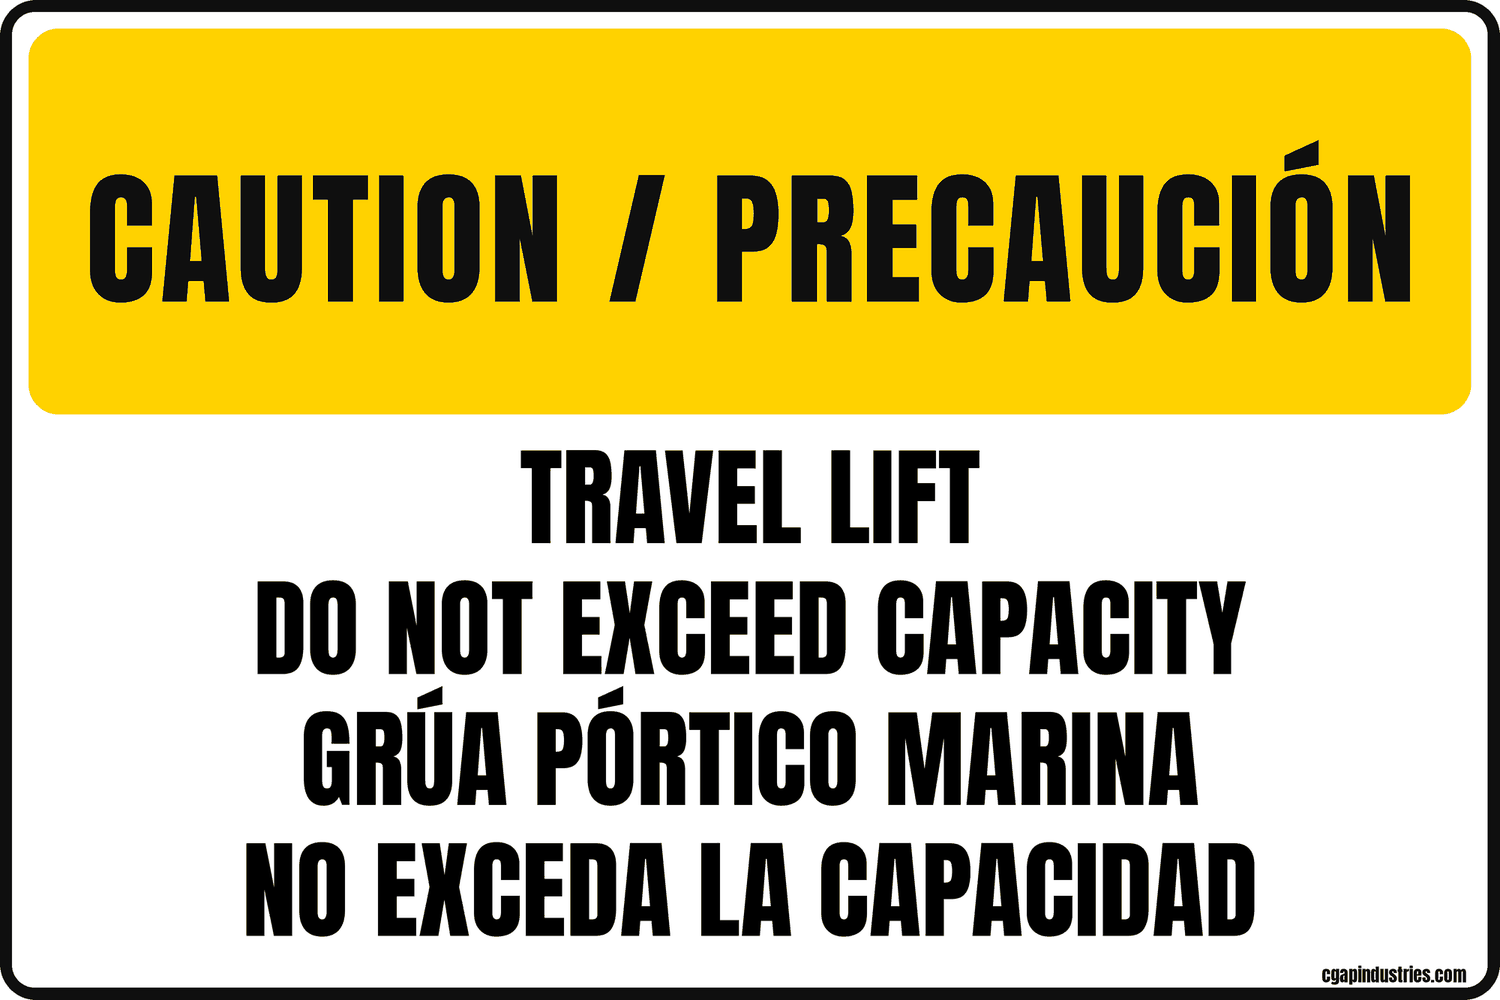 CAUTION / PRECAUCIÓN
TRAVEL LIFT
DO NOT EXCEED CAPACITY
GRÚA PÓRTICO MARINA
NO EXCEDA LA CAPACIDAD
cgapindustries.com